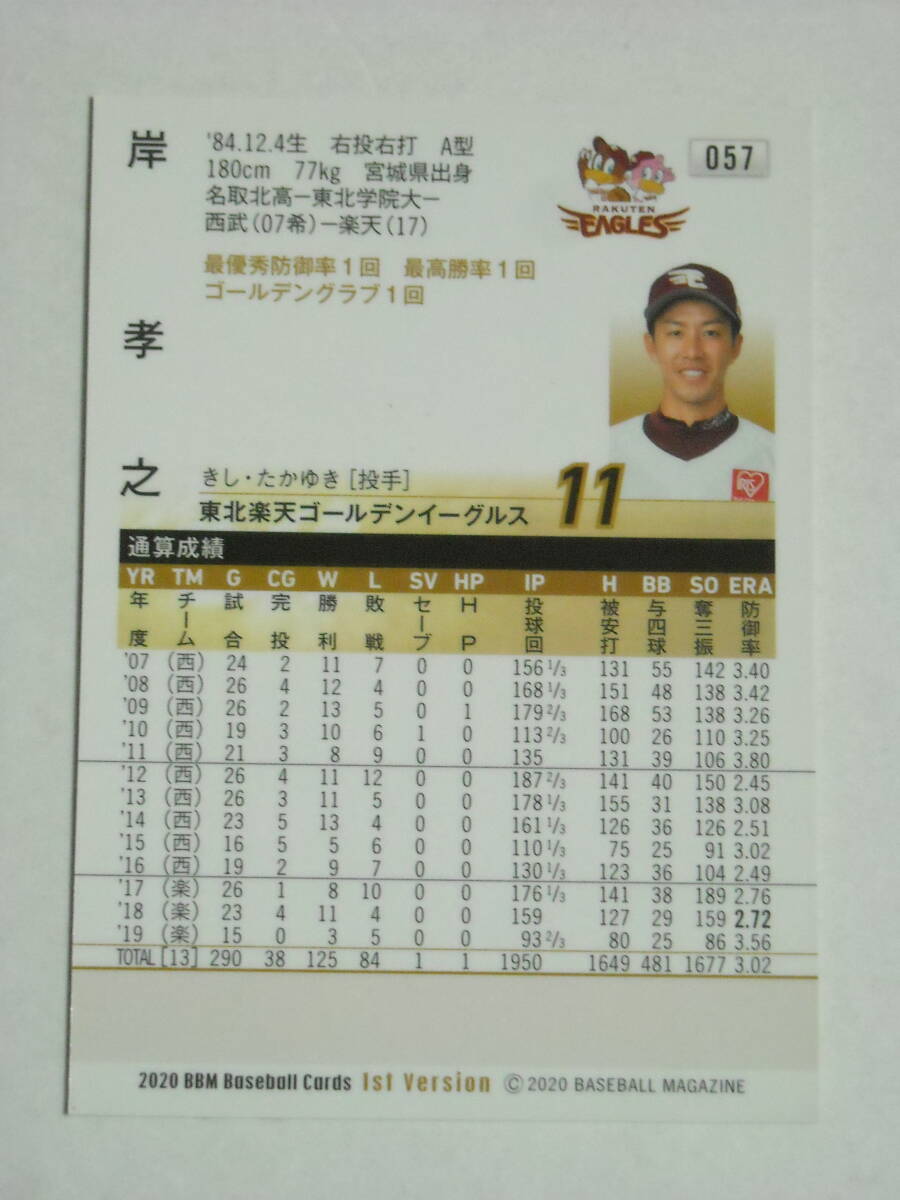 岸孝之
'84.12.4生 右投右打 A型
180cm 77kg 宮城県出身
名取北高ー東北学院大ー
西武(07希)ー楽天(17)
最優秀防御率1回 最高勝率1回
ゴールデングラブ1回
RAKUTEN
EAGLES
057
きし・たかゆき[投手]
東北楽天ゴールデンイーグルス
11
通算成績
YR TM G CG W L SV HP IP H BB SO ERA
年度 チーム 試合 完投 勝利 敗戦 セーブ HP 投球回 被安打 与四球 奪三振 防御率
'07 (西) 24 2 11 7 0 0 156 1/3 131 55 142 3.40
'08 (西) 26 4 12 4 0 0 168 1/3 151 48 138 3.42
'09 (西) 26 2 13 5 0 1 179 2/3 168 53 138 3.26
'10 (西) 19 3 10 6 1 0 113 2/3 100 26 110 3.25
'11 (西) 21 3 8 9 0 0 135 131 39 106 3.80
'12 (西) 26 4 11 12 0 0 187 2/3 141 40 150 2.45
'13 (西) 26 3 11 5 0 0 178 1/3 155 31 138 3.08
'14 (西) 23 5 13 4 0 0 161 1/3 126 36 126 2.51
'15 (西) 16 5 5 6 0 0 110 1/3 75 25 91 3.02
'16 (西) 19 2 9 7 0 0 130 1/3 123 36 104 2.49
'17 (楽) 26 1 8 10 0 0 176 1/3 141 38 189 2.76
'18 (楽) 23 4 11 4 0 0 159 127 29 159 2.72
'19 (楽) 15 0 3 5 0 0 93 2/3 80 25 86 3.56
TOTAL [13] 290 38 125 84 1 1 1950 1649 481 1677 3.02
2020 BBM Baseball Cards 1st Version © 2020 BASEBALL MAGAZINE